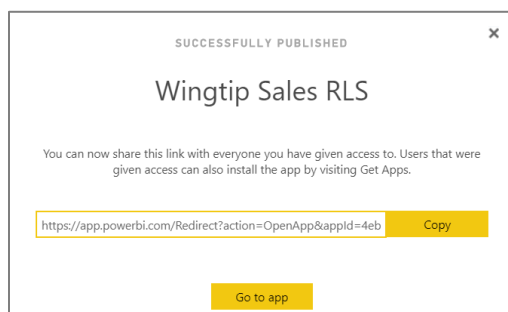 SUCCESSFULLY PUBLISHED
Wingtip Sales RLS
You can now share this link with everyone you have given access to. Users that were
given access can also install the app by visiting Get Apps.
https://app.powerbi.com/Redirect?action=OpenApp&appId=4eb Copy
Go to app